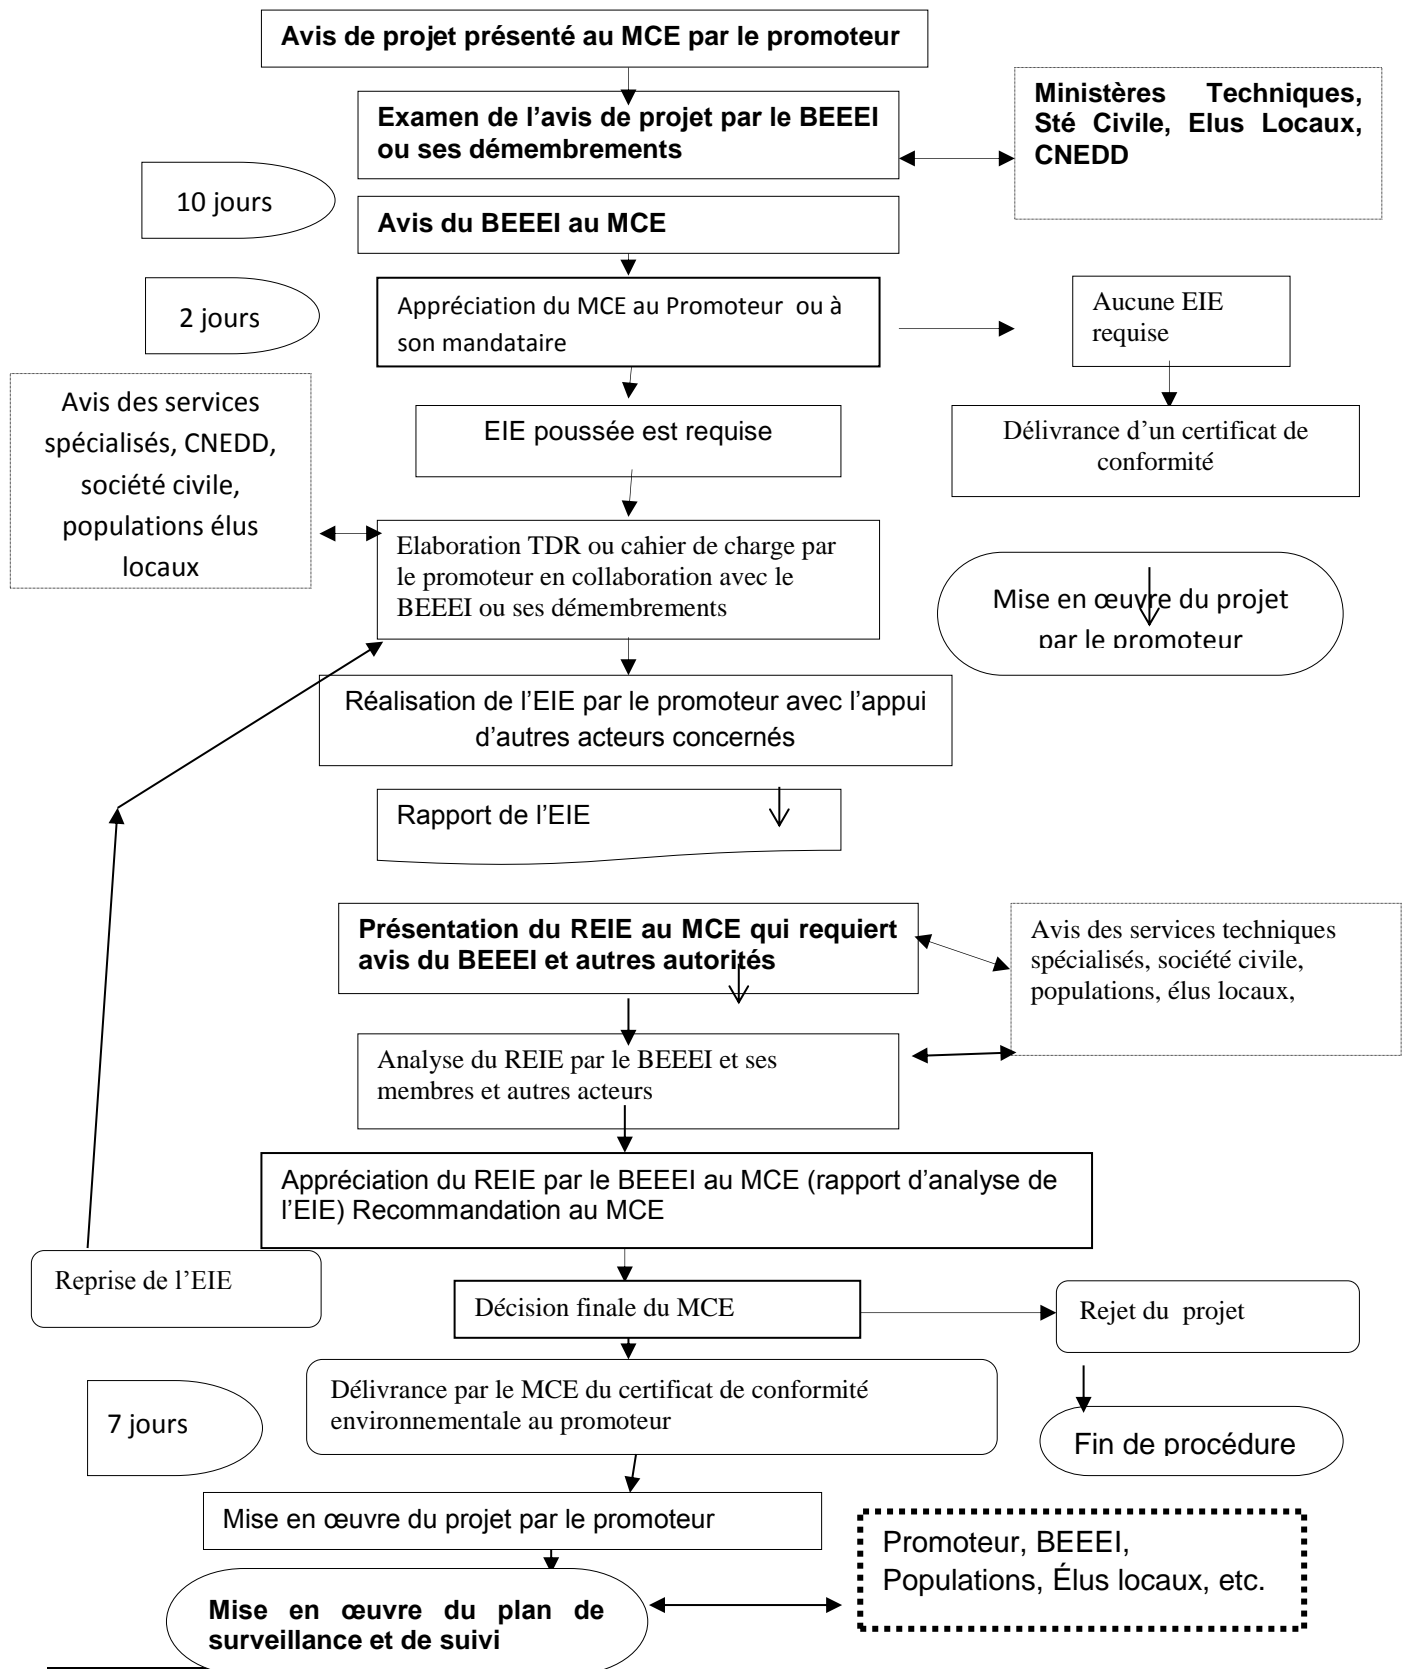 Avis de projet présenté au MCE par le promoteur
Examen de l’avis de projet par le BEEEI
ou ses démembrements
Ministères Techniques,
Sté Civile, Elus Locaux,
CNEDD
10 jours
Avis du BEEEI au MCE
2 jours
Appréciation du MCE au Promoteur ou à
son mandataire
Aucune EIE
requise
Avis des services
spécialisés, CNEDD,
société civile,
populations élus
locaux
EIE poussée est requise
Délivrance d’un certificat de
conformité
Elaboration TDR ou cahier de charge par
le promoteur en collaboration avec le
BEEEI ou ses démembrements
Mise en œuvre du projet
par le promoteur
Réalisation de l’EIE par le promoteur avec l’appui
d’autres acteurs concernés
Rapport de l’EIE
Présentation du REIE au MCE qui requiert
avis du BEEEI et autres autorités
Avis des services techniques
spécialisés, société civile,
populations, élus locaux,
Analyse du REIE par le BEEEI et ses
membres et autres acteurs
Appréciation du REIE par le BEEEI au MCE (rapport d’analyse de
l’EIE) Recommandation au MCE
Reprise de l’EIE
Décision finale du MCE
Rejet du projet
7 jours
Délivrance par le MCE du certificat de conformité
environnementale au promoteur
Fin de procédure
Mise en œuvre du projet par le promoteur
Promoteur, BEEEI,
Populations, Élus locaux, etc.
Mise en œuvre du plan de
surveillance et de suivi